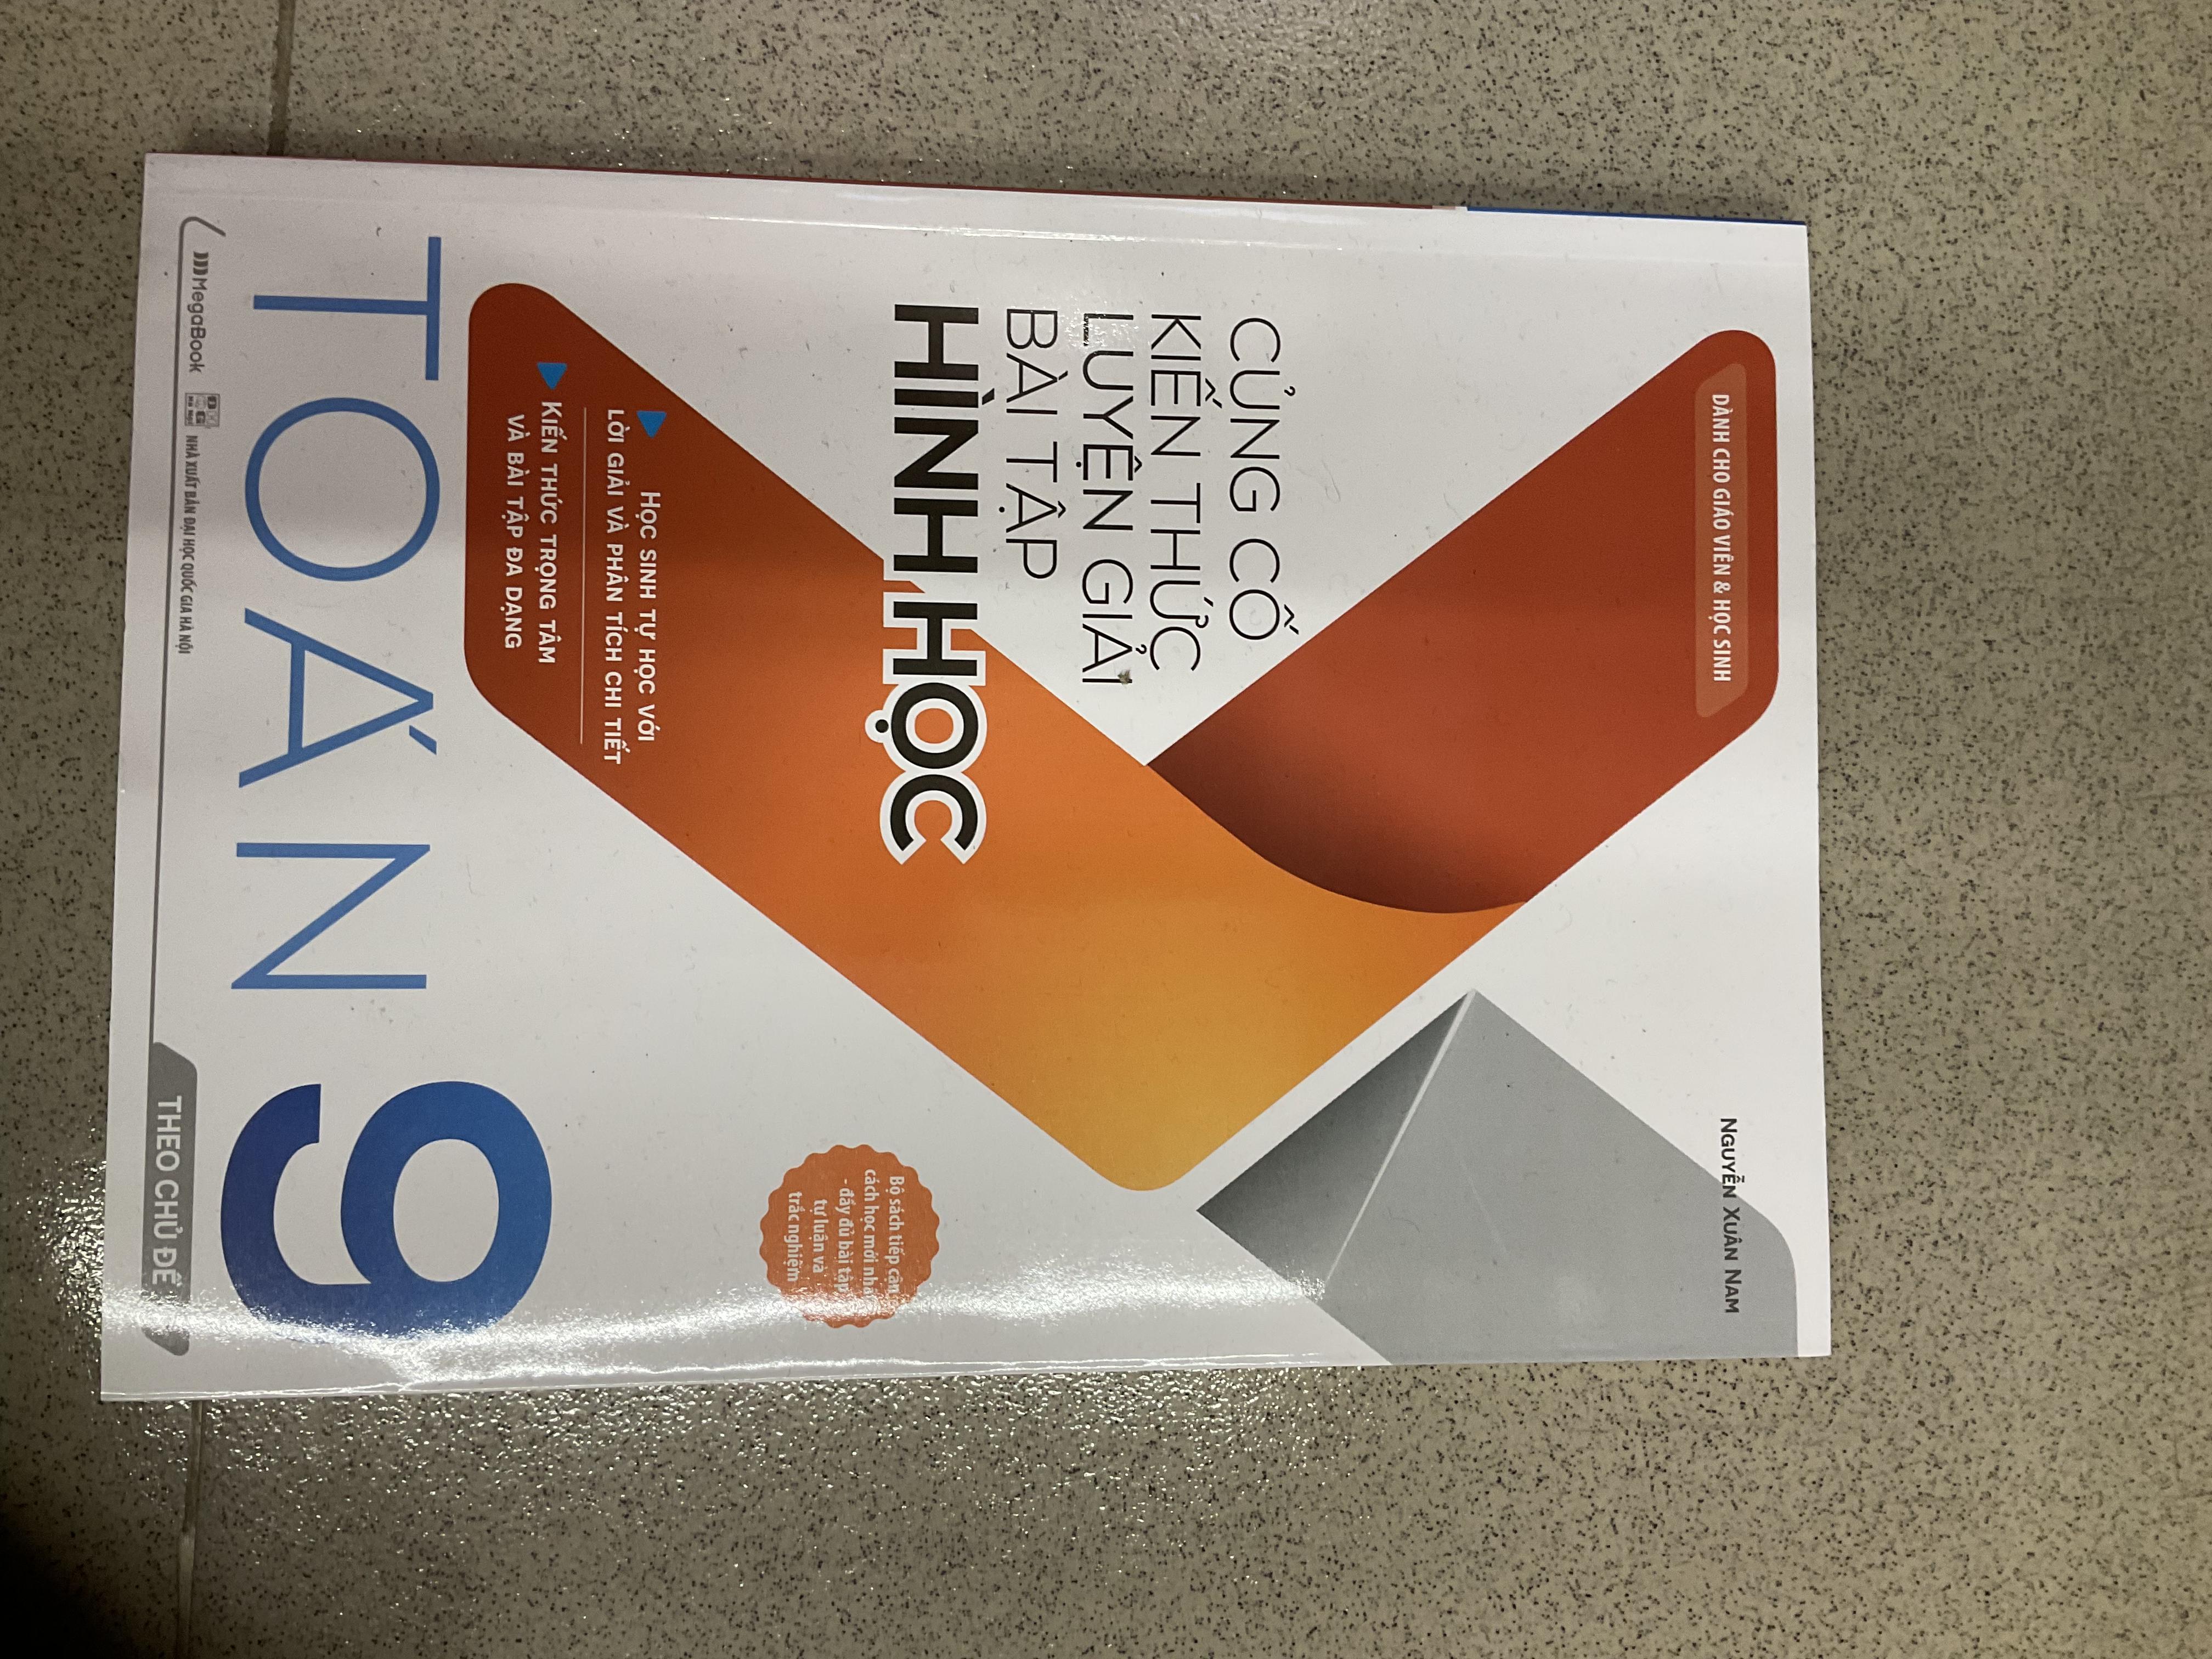 DÀNH CHO GIÁO VIÊN & HỌC SINH
NGUYỄN XUÂN NAM
CỦNG CỐ
KIẾN THỨC
LUYỆN GIẢI
BÀI TẬP
HÌNH HỌC
Bộ sách tiếp cận
cách học mới nhất
- đầy đủ bài tập
tự luận và
trắc nghiệm
HỌC SINH TỰ HỌC VỚI
LỜI GIẢI VÀ PHÂN TÍCH CHI TIẾT
KIẾN THỨC TRỌNG TÂM
VÀ BÀI TẬP ĐA DẠNG
TOÁN 9
MegaBook
NHÀ XUẤT BẢN ĐẠI HỌC QUỐC GIA HÀ NỘI
THEO CHỦ ĐỀ